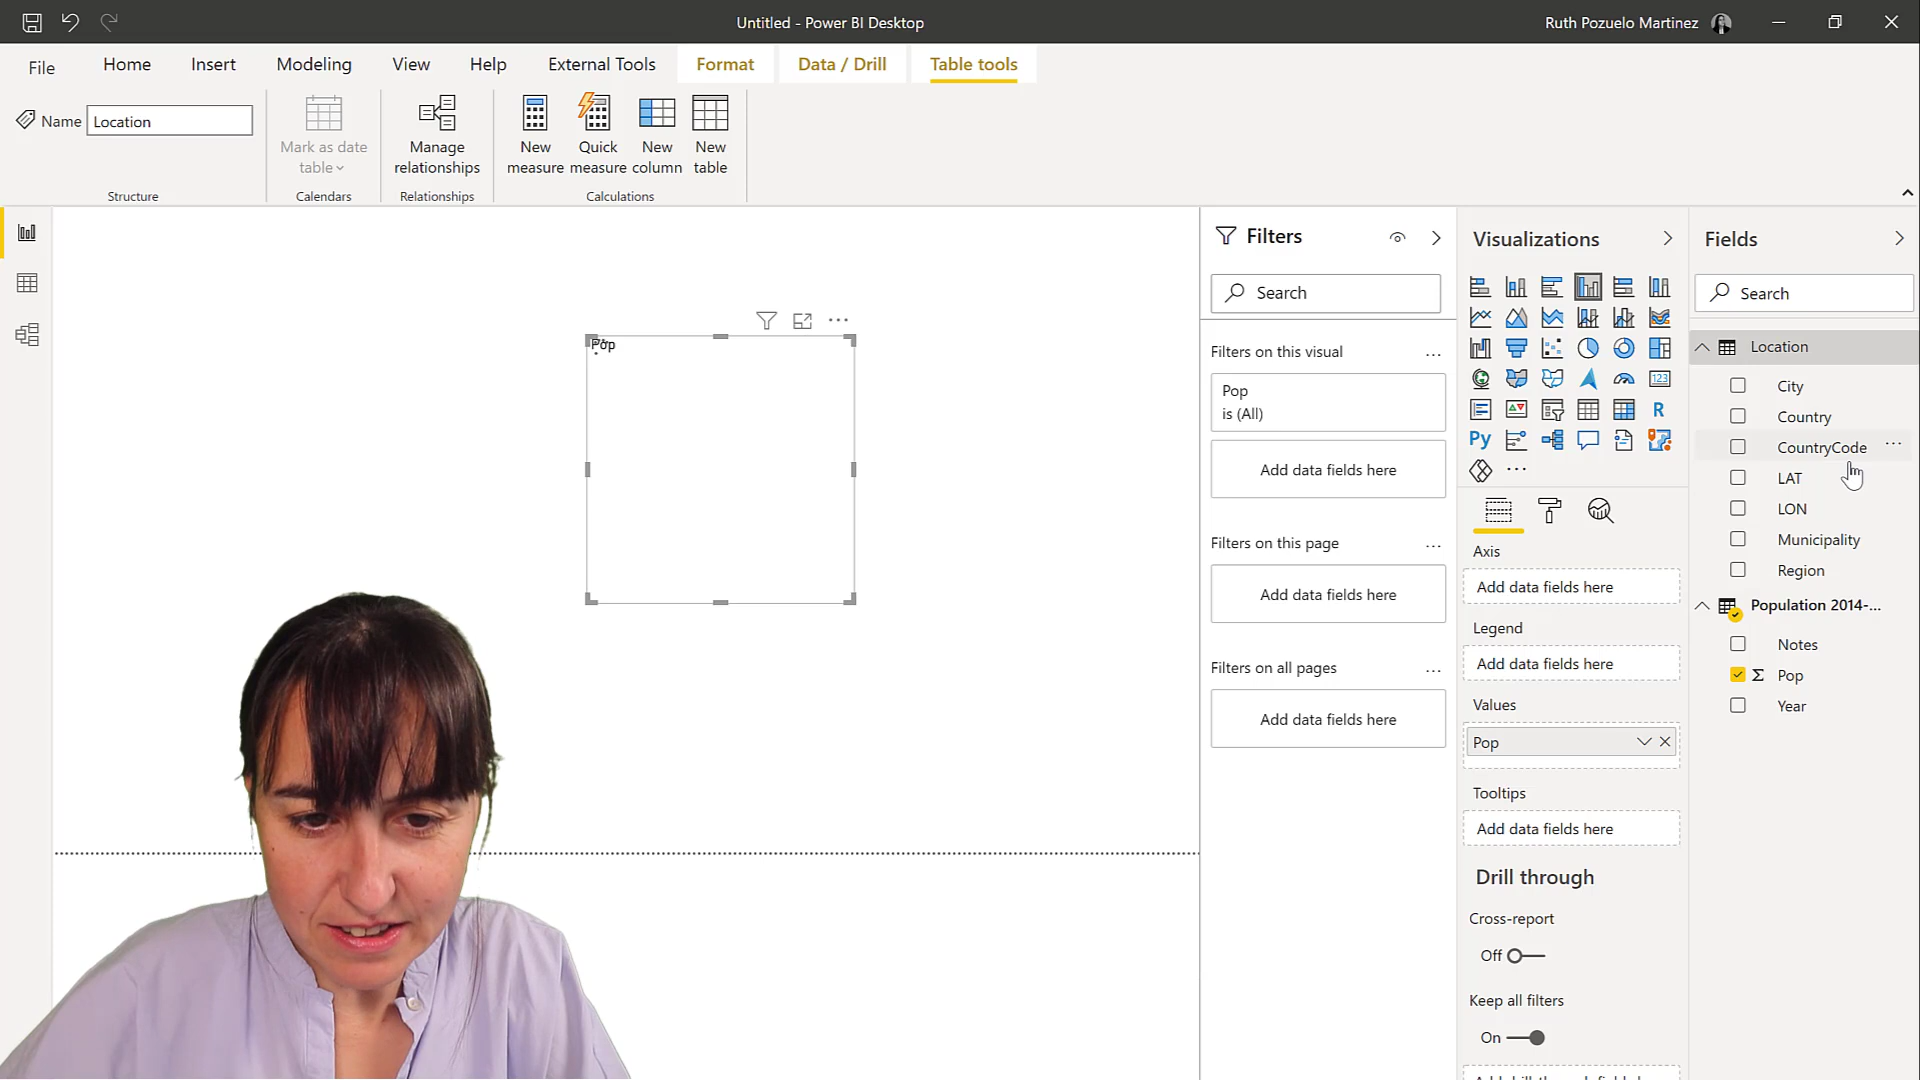 Untitled - Power BI Desktop
Ruth Pozuelo Martinez
File
Home
Insert
Modeling
View
Help
External Tools
Format
Data / Drill
Table tools
Name
Location
Mark as date
table
Manage
relationships
New
measure
Quick
measure
New
column
New
table
Structure
Calendars
Relationships
Calculations
Pop
Filters
Search
Filters on this visual
Pop
is (All)
Add data fields here
Filters on this page
Add data fields here
Filters on all pages
Add data fields here
Visualizations
123
R
Py
Axis
Add data fields here
Legend
Add data fields here
Values
Pop
Tooltips
Add data fields here
Drill through
Cross-report
Off
Keep all filters
On
Fields
Search
Location
City
Country
CountryCode
LAT
LON
Municipality
Region
Population 2014-...
Notes
Σ Pop
Year